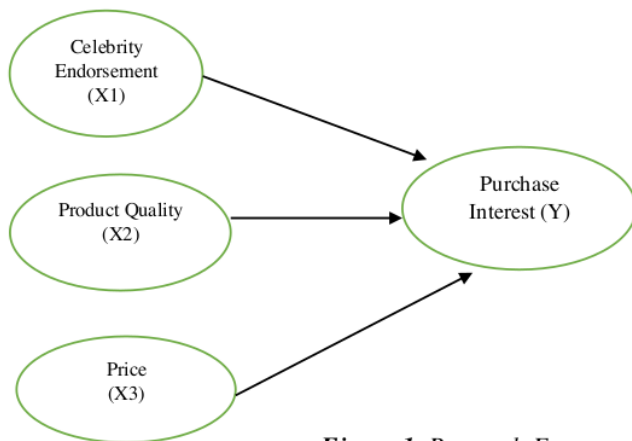 Celebrity
Endorsement
(X1)
Product Quality
(X2)
Purchase
Interest (Y)
Price
(X3)